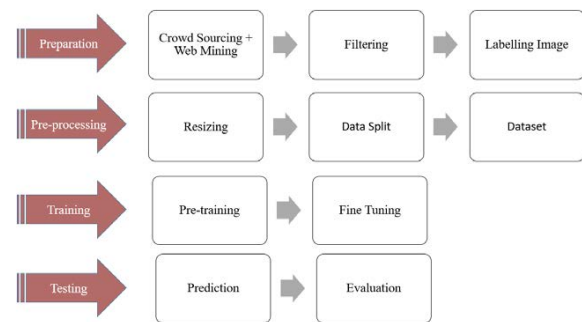 Preparation
Crowd Sourcing +
Web Mining
Filtering
Labelling Image
Pre-processing
Resizing
Data Split
Dataset
Training
Pre-training
Fine Tuning
Testing
Prediction
Evaluation